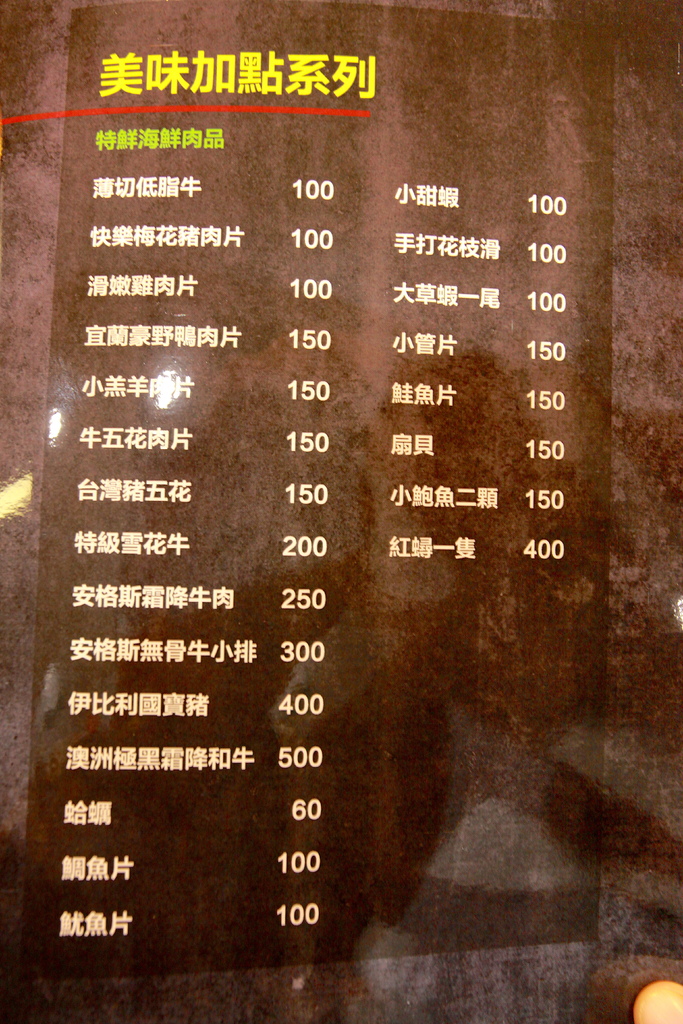 美味加點系列
特鮮海鮮肉品
薄切低脂牛 100
快樂梅花豬肉片 100
滑嫩雞肉片 100
宜蘭豪野鴨肉片 150
小羔羊肉片 150
牛五花肉片 150
台灣豬五花 150
特級雪花牛 200
安格斯霜降牛肉 250
安格斯無骨牛小排 300
伊比利國寶豬 400
澳洲極黑霜降和牛 500
蛤蠣 60
鯛魚片 100
魷魚片 100
小甜蝦 100
手打花枝滑 100
大草蝦一尾 100
小管片 150
鮭魚片 150
扇貝 150
小鮑魚二顆 150
紅蟳一隻 400